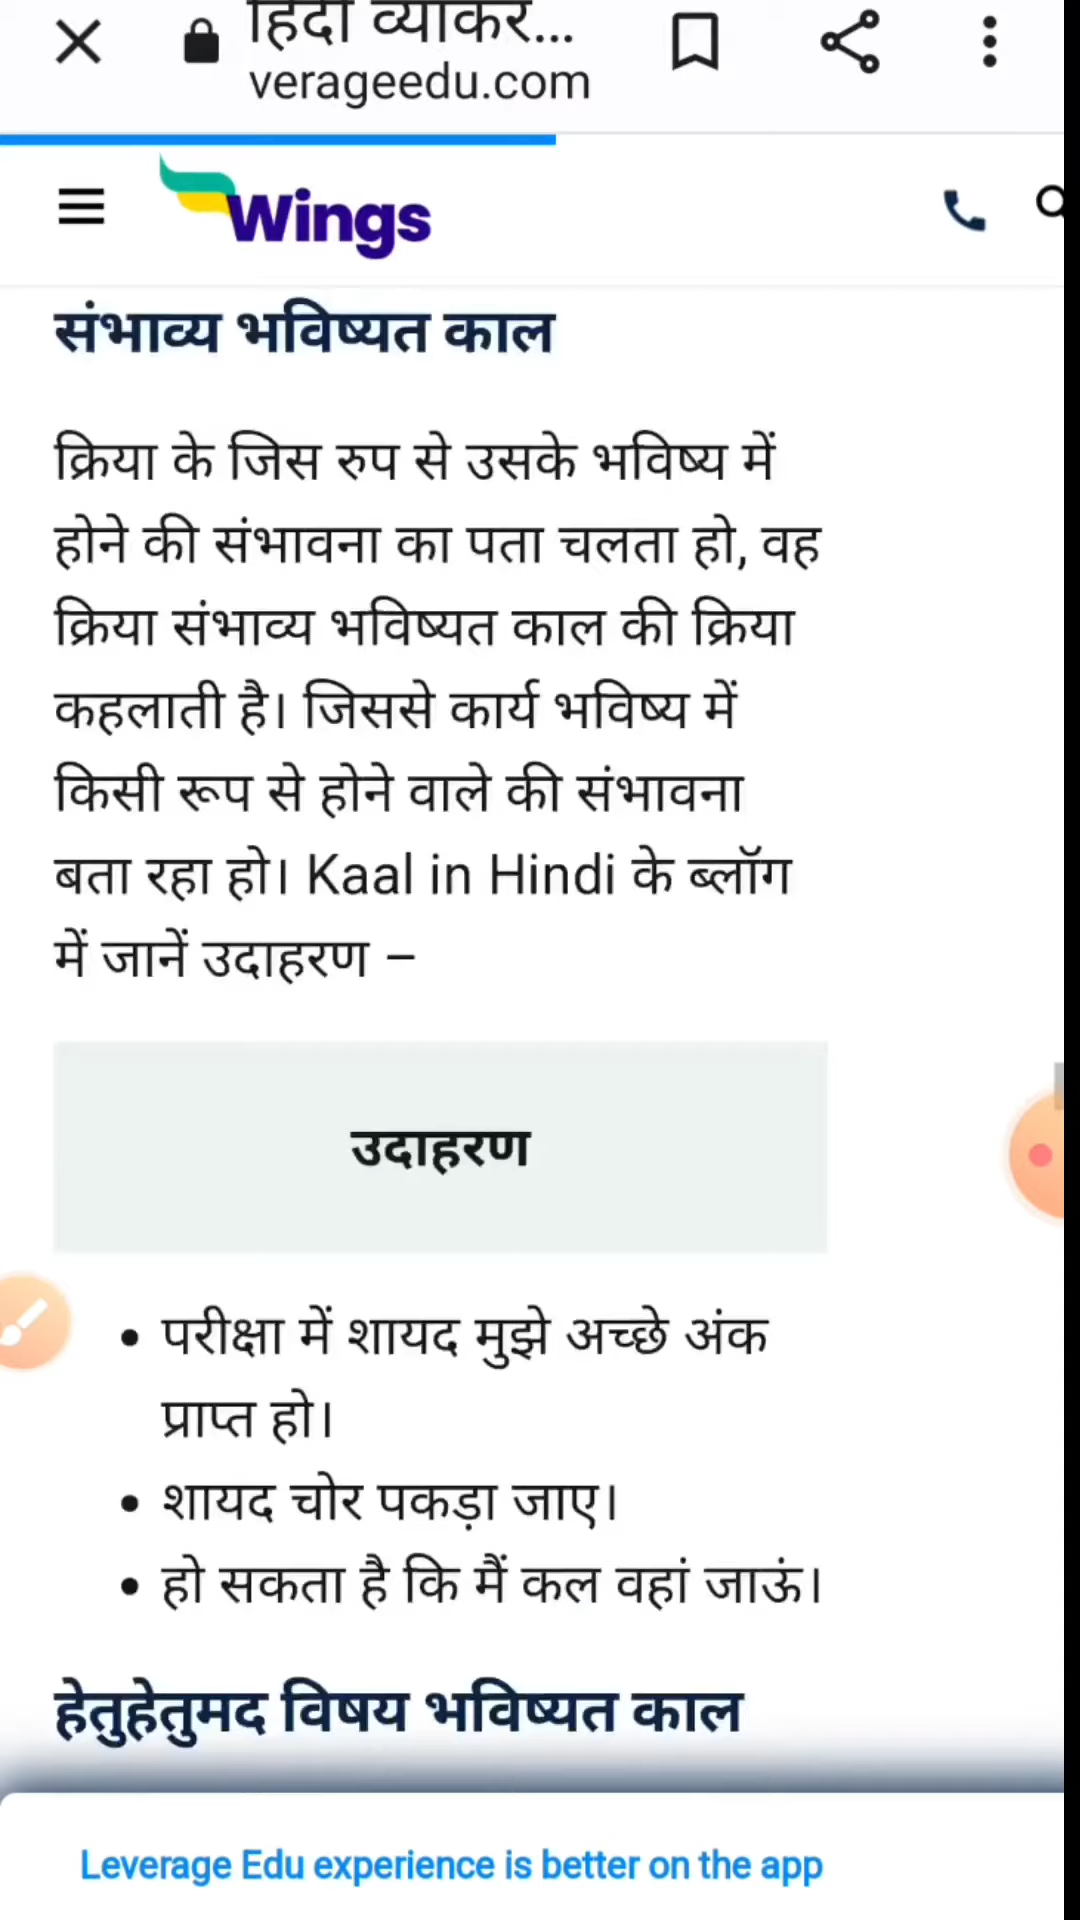 हिंदी व्याकर...
verageedu.com
Wings
संभाव्य भविष्यत काल
क्रिया के जिस रुप से उसके भविष्य में
होने की संभावना का पता चलता हो, वह
क्रिया संभाव्य भविष्यत काल की क्रिया
कहलाती है। जिससे कार्य भविष्य में
किसी रूप से होने वाले की संभावना
बता रहा हो। Kaal in Hindi के ब्लॉग
में जानें उदाहरण –
उदाहरण
• परीक्षा में शायद मुझे अच्छे अंक
प्राप्त हो।
• शायद चोर पकड़ा जाए।
• हो सकता है कि मैं कल वहां जाऊं।
हेतुहेतुमद विषय भविष्यत काल
Leverage Edu experience is better on the app